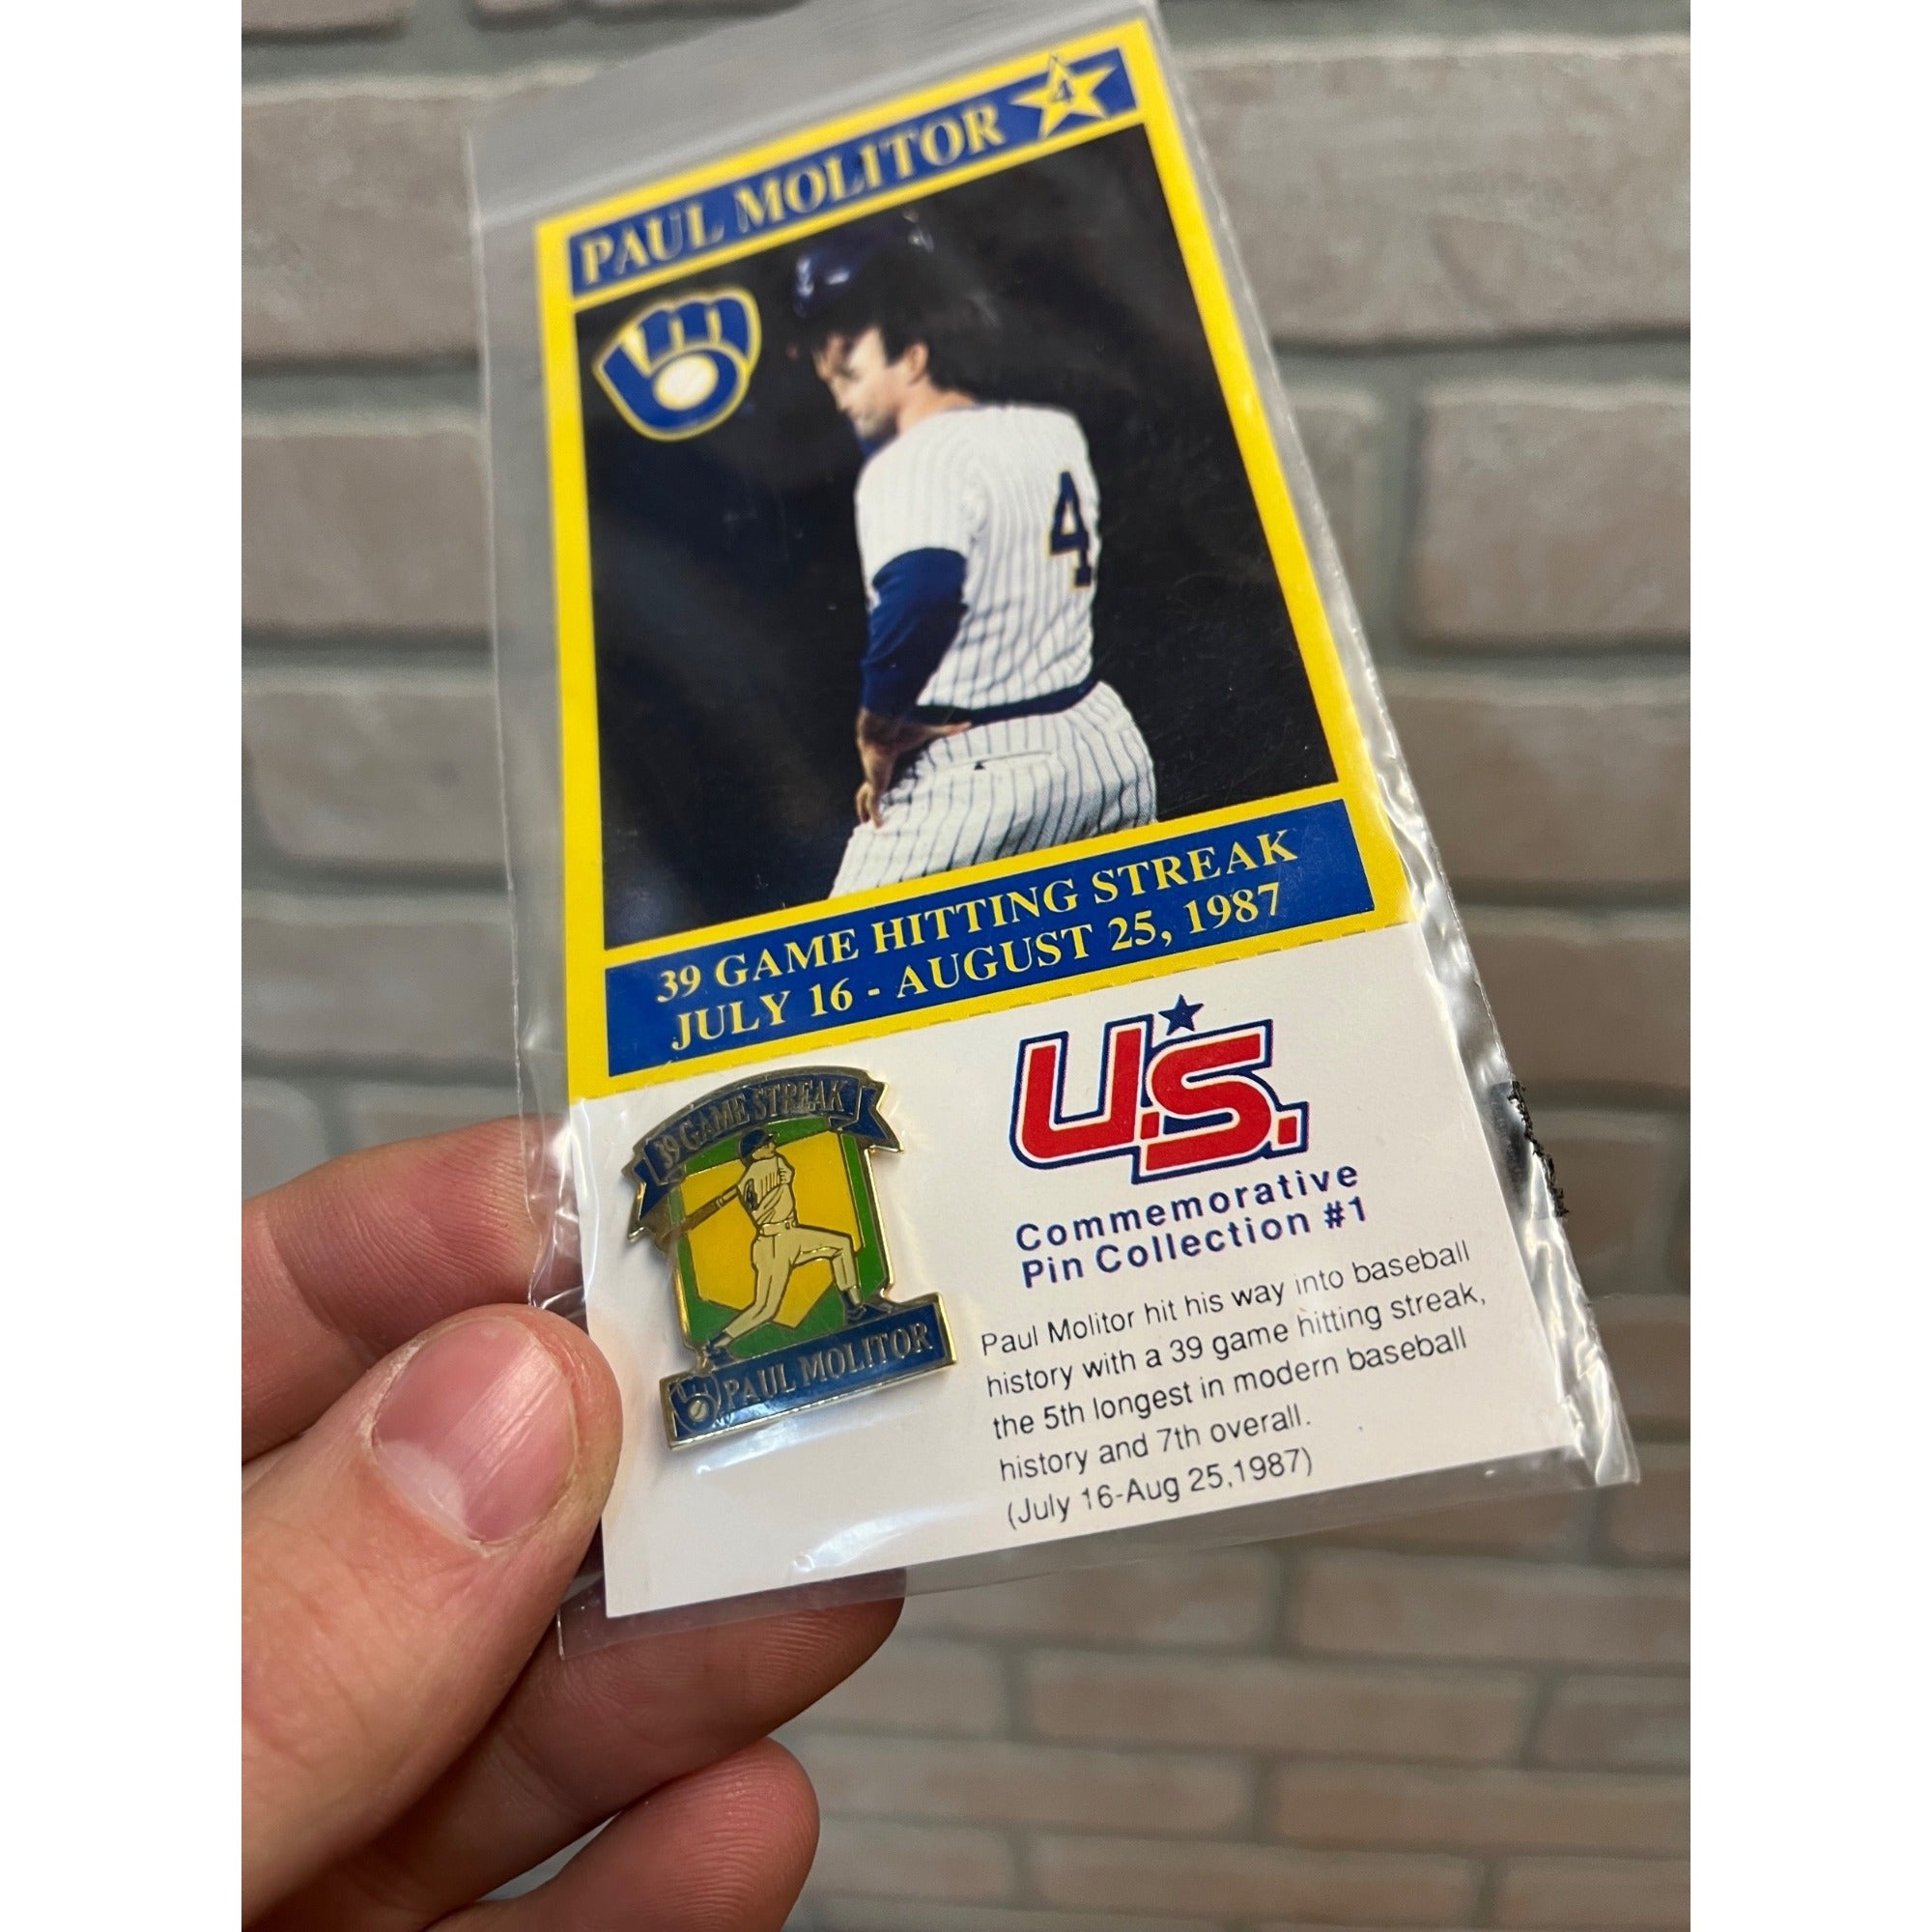 PAUL MOLITOR 4
4
39 GAME HITTING STREAK
JULY 16 - AUGUST 25, 1987
39 GAME STREAK
4
PAUL MOLITOR
U.S.
Commemorative
Pin Collection #1
Paul Molitor hit his way into baseball
history with a 39 game hitting streak,
the 5th longest in modern baseball
history and 7th overall.
(July 16-Aug 25,1987)